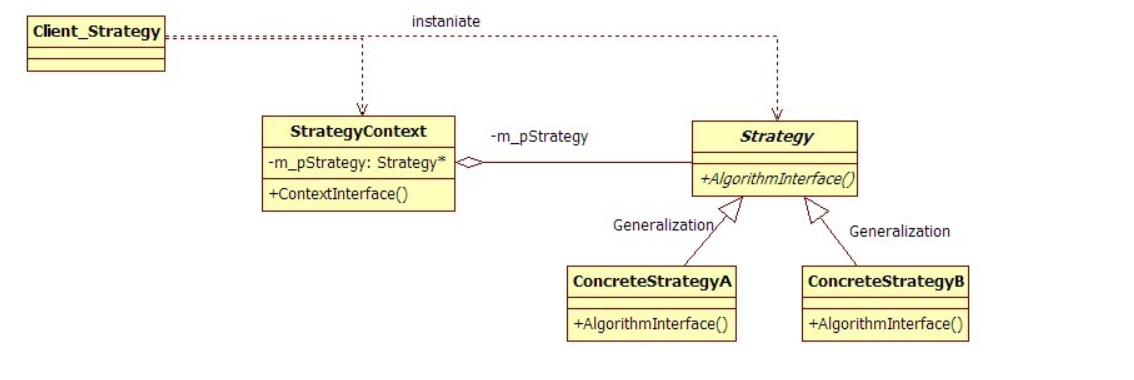 instaniate
Client_Strategy
StrategyContext
-m_pStrategy: Strategy*
+ContextInterface()
-m_pStrategy
Strategy
+AlgorithmInterface()
Generalization
Generalization
ConcreteStrategyA
+AlgorithmInterface()
ConcreteStrategyB
+AlgorithmInterface()